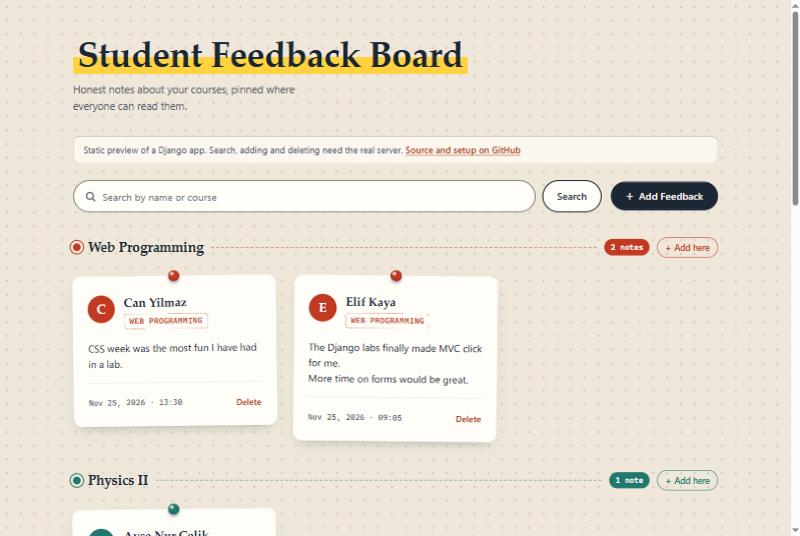 Student Feedback Board
Honest notes about your courses, pinned where
everyone can read them.
Static preview of a Django app. Search, adding and deleting need the real server. Source and setup on GitHub
Search by name or course
Search
+ Add Feedback
Web Programming
2 notes
+ Add here
C
Can Yilmaz
WEB PROGRAMMING
CSS week was the most fun I have had
in a lab.
Nov 25, 2026 · 13:30
Delete
E
Elif Kaya
WEB PROGRAMMING
The Django labs finally made MVC click
for me.
More time on forms would be great.
Nov 25, 2026 · 09:05
Delete
Physics II
1 note
+ Add here
Ayse Nur Celik